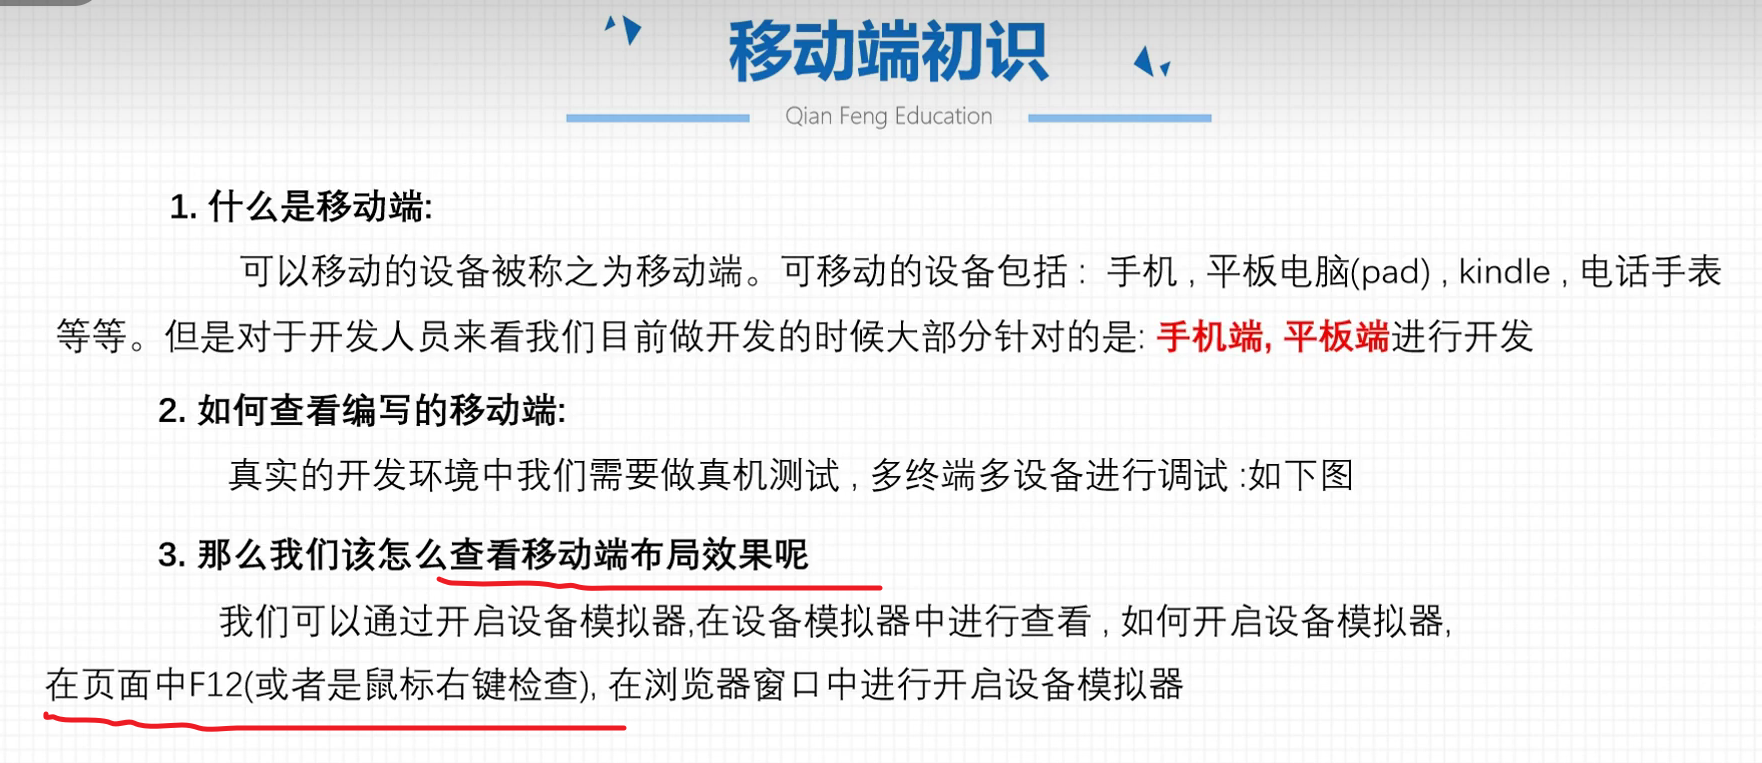 移动端初识
Qian Feng Education
1. 什么是移动端:
可以移动的设备被称之为移动端。可移动的设备包括： 手机 , 平板电脑(pad) , kindle , 电话手表
等等。但是对于开发人员来看我们目前做开发的时候大部分针对的是: 手机端, 平板端进行开发
2. 如何查看编写的移动端:
真实的开发环境中我们需要做真机测试 , 多终端多设备进行调试 :如下图
3. 那么我们该怎么查看移动端布局效果呢
我们可以通过开启设备模拟器,在设备模拟器中进行查看 , 如何开启设备模拟器,
在页面中F12(或者是鼠标右键检查), 在浏览器窗口中进行开启设备模拟器